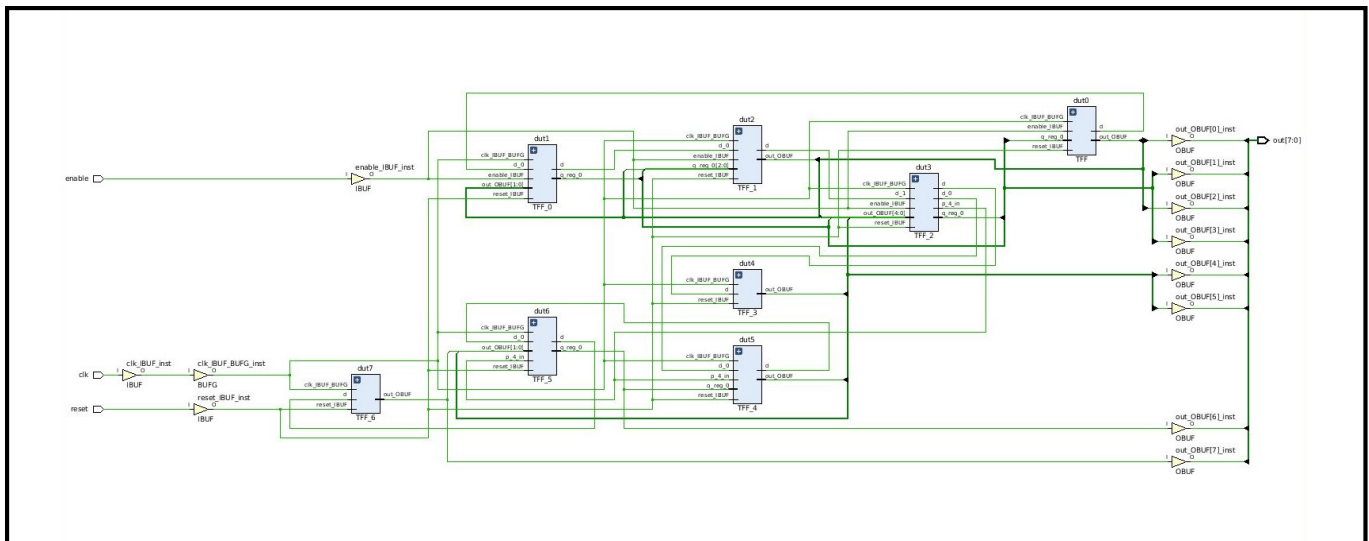 enable
I
enable_IBUF_inst
O
IBUF
clk
I
clk_IBUF_inst
O
IBUF
I
clk_IBUF_BUFG_inst
O
BUFG
reset
I
reset_IBUF_inst
O
IBUF
dut7
clk_IBUF_BUFG
d
reset_IBUF
out_OBUF
TFF_6
dut1
clk_IBUF_BUFG
d_0
enable_IBUF
out_OBUF[1:0]
reset_IBUF
d
q_reg_0
TFF_0
dut6
clk_IBUF_BUFG
d_0
out_OBUF[1:0]
p_4_in
reset_IBUF
d
q_reg_0
TFF_5
dut2
clk_IBUF_BUFG
d_0
enable_IBUF
q_reg_0[2:0]
reset_IBUF
d
out_OBUF
TFF_1
dut4
clk_IBUF_BUFG
d
reset_IBUF
out_OBUF
TFF_3
dut5
clk_IBUF_BUFG
d_0
p_4_in
q_reg_0
reset_IBUF
d
out_OBUF
TFF_4
dut3
clk_IBUF_BUFG
d_1
enable_IBUF
out_OBUF[4:0]
reset_IBUF
d
d_0
p_4_in
q_reg_0
TFF_2
dut0
clk_IBUF_BUFG
enable_IBUF
q_reg_0
reset_IBUF
d
out_OBUF
TFF
out_OBUF[0]_inst
I
O
OBUF
out_OBUF[1]_inst
I
O
OBUF
out_OBUF[2]_inst
I
O
OBUF
out_OBUF[3]_inst
I
O
OBUF
out_OBUF[4]_inst
I
O
OBUF
out_OBUF[5]_inst
I
O
OBUF
out_OBUF[6]_inst
I
O
OBUF
out_OBUF[7]_inst
I
O
OBUF
out[7:0]